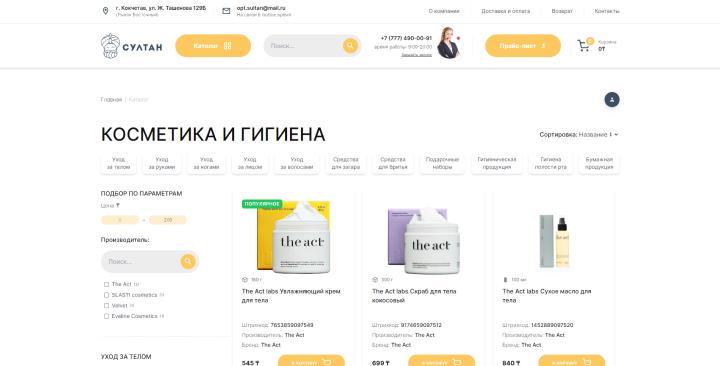 г. Кокчетав, ул. Ж. Ташенова 129Б
(Рынок Восточный)
opt.sultan@mail.ru
На связи в любое время
О компании
Доставка и оплата
Возврат
Контакты
СУЛТАН
Каталог
Поиск...
+7 (777) 490-00-91
время работы: 9:00-20:00
Заказать звонок
Прайс-лист
0
Корзина
0₸
Главная
Каталог
КОСМЕТИКА И ГИГИЕНА
Сортировка: Название
Уход
за телом
Уход
за руками
Уход
за ногами
Уход
за лицом
Уход
за волосами
Средства
для загара
Средства
для бритья
Подарочные
наборы
Гигиеническая
продукция
Гигиена
полости рта
Бумажная
продукция
ПОДБОР ПО ПАРАМЕТРАМ
Цена ₸
0 -
Производитель:
Поиск...
The Act
SLASTI cosmetics
Velvet
Eveline Cosmetics
УХОД ЗА ТЕЛОМ
ПОПУЛЯРНОЕ
the act
180 г
The Act labs Увлажняющий крем
для тела
Штрихкод: 7653859097549
Производитель: The Act
Бренд: The Act
545 ₸
В КОРЗИНУ
the act
300 г
The Act labs Скраб для тела
кокосовый
Штрихкод: 9174659097512
Производитель: The Act
Бренд: The Act
699 ₸
В КОРЗИНУ
the act
100 мл
The Act labs Сухое масло для
тела
Штрихкод: 1452889097520
Производитель: The Act
Бренд: The Act
840 ₸
В КОРЗИНУ